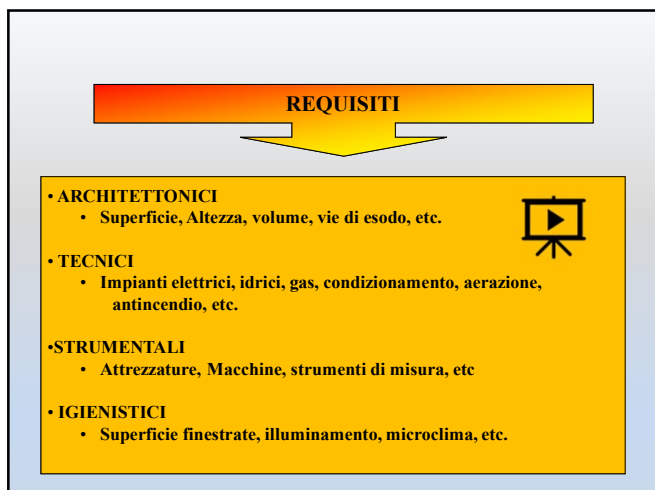 REQUISITI
• ARCHITETTONICI
• Superficie, Altezza, volume, vie di esodo, etc.
• TECNICI
• Impianti elettrici, idrici, gas, condizionamento, aerazione,
antincendio, etc.
•STRUMENTALI
• Attrezzature, Macchine, strumenti di misura, etc
• IGIENISTICI
• Superficie finestrate, illuminamento, microclima, etc.